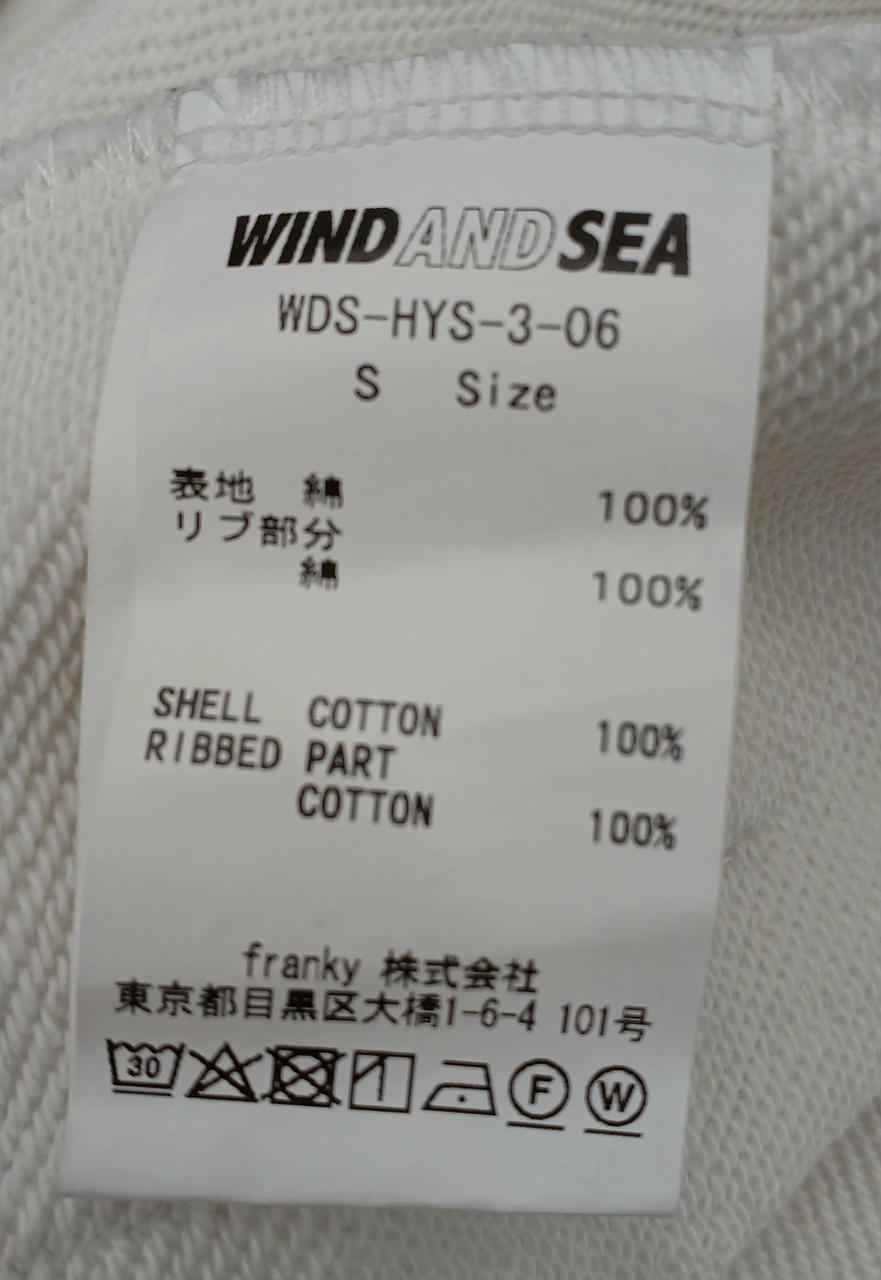 WINDANDSEA
WDS-HYS-3-06
S Size
表地 綿 100%
リブ部分
綿 100%
SHELL COTTON 100%
RIBBED PART
COTTON 100%
franky 株式会社
東京都目黒区大橋1-6-4 101号
30 F W